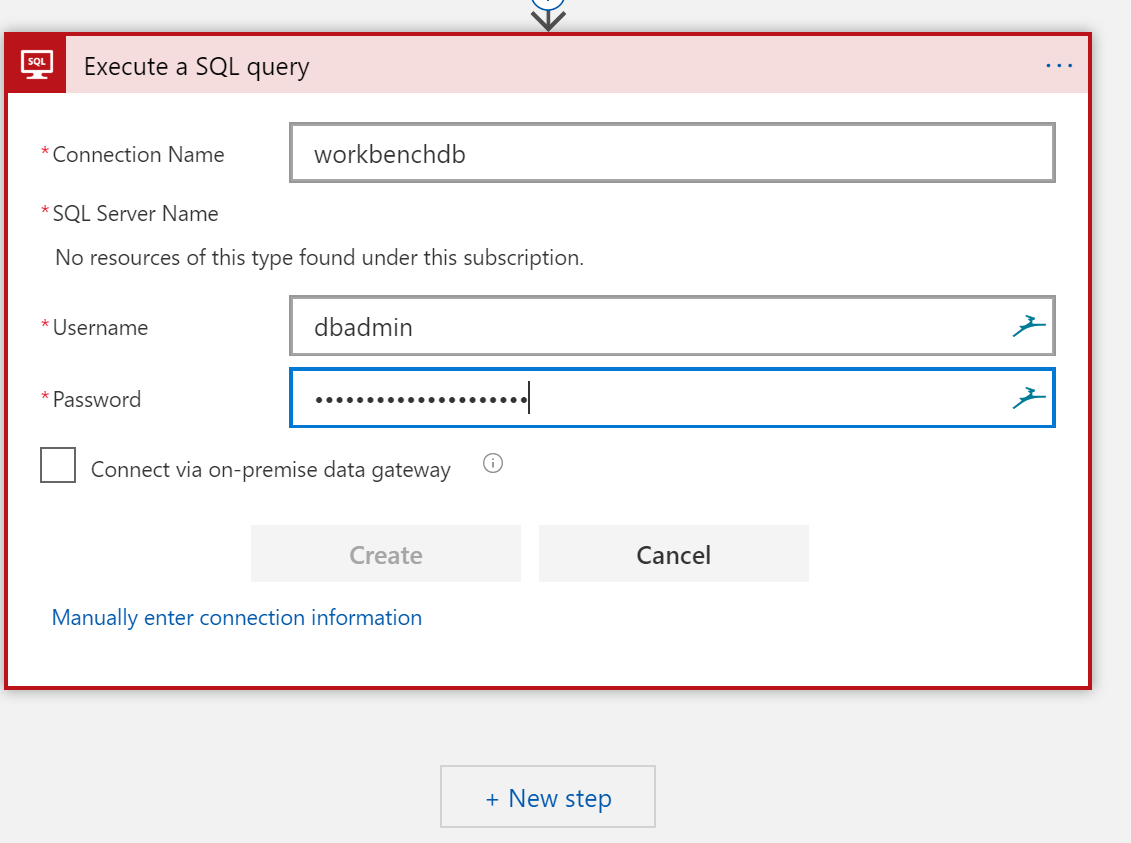 SQL
Execute a SQL query
...
* Connection Name
workbenchdb
* SQL Server Name
No resources of this type found under this subscription.
* Username
dbadmin
* Password
•••••••••••••••••••••
Connect via on-premise data gateway
Create
Cancel
Manually enter connection information
+ New step